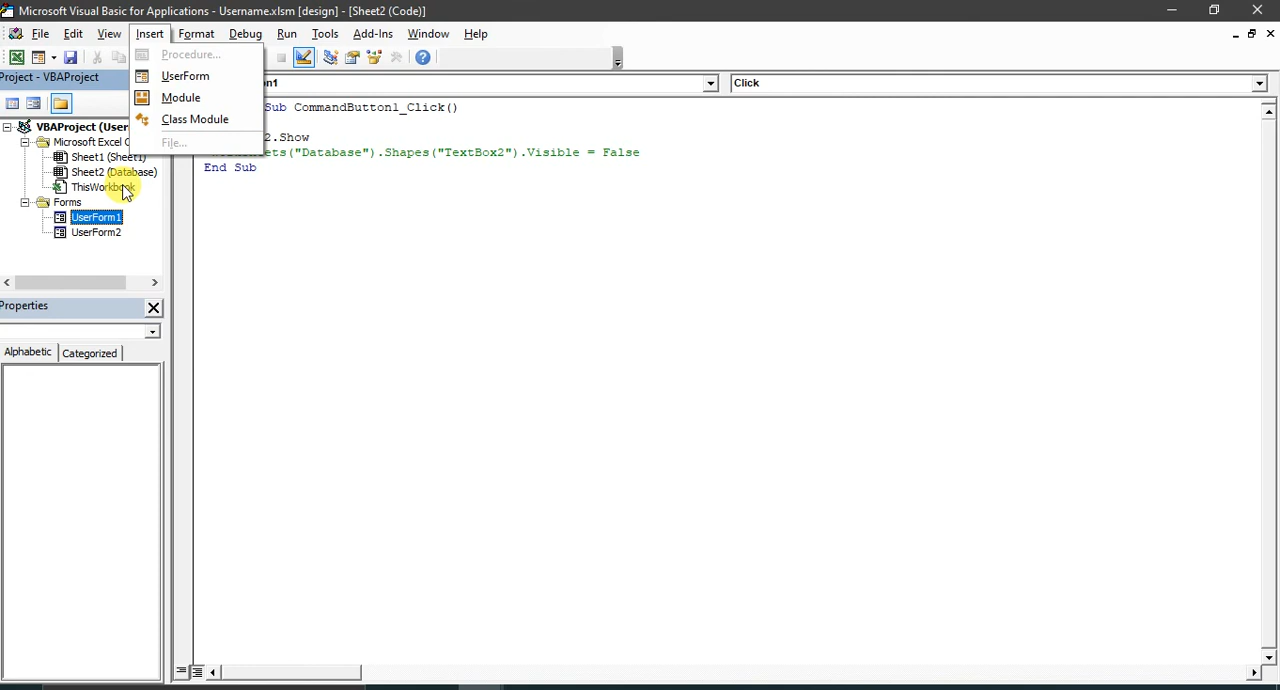 Microsoft Visual Basic for Applications - Username.xlsm [design] - [Sheet2 (Code)]
File Edit View Insert Format Debug Run Tools Add-Ins Window Help
Procedure...
UserForm
Module
Class Module
File...
Project - VBAProject
n1
Click
VBAProject (User
Microsoft Excel O
Sheet1 (Sheet1)
Sheet2 (Database)
ThisWorkbook
Forms
UserForm1
UserForm2
Sub CommandButton1_Click()
2.Show
ets("Database").Shapes("TextBox2").Visible = False
End Sub
Properties
Alphabetic Categorized